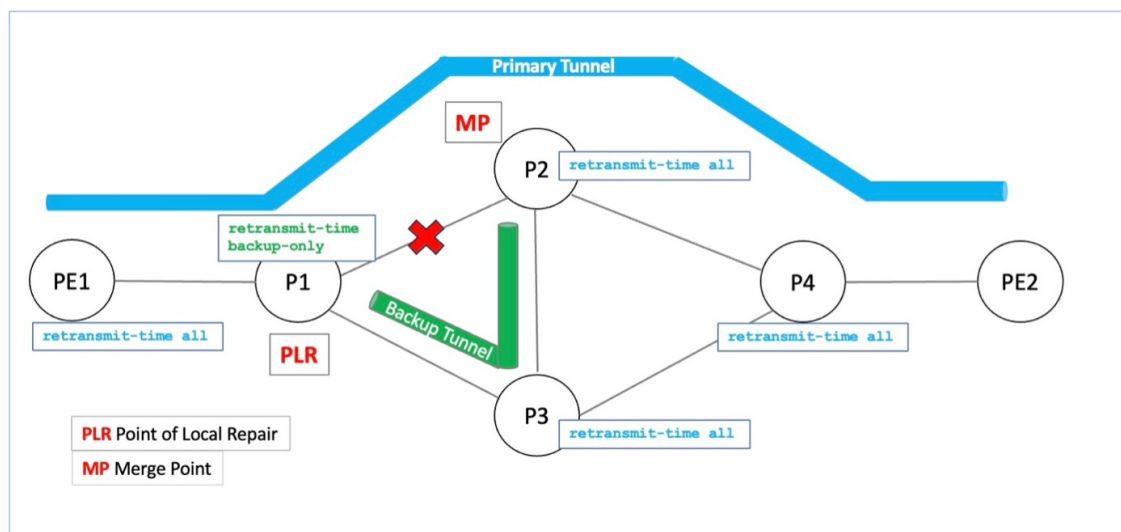 Primary Tunnel
MP
P2
retransmit-time all
retransmit-time
backup-only
PE1
P1
P4
PE2
Backup Tunnel
retransmit-time all
retransmit-time all
PLR
P3
PLR Point of Local Repair
retransmit-time all
MP Merge Point